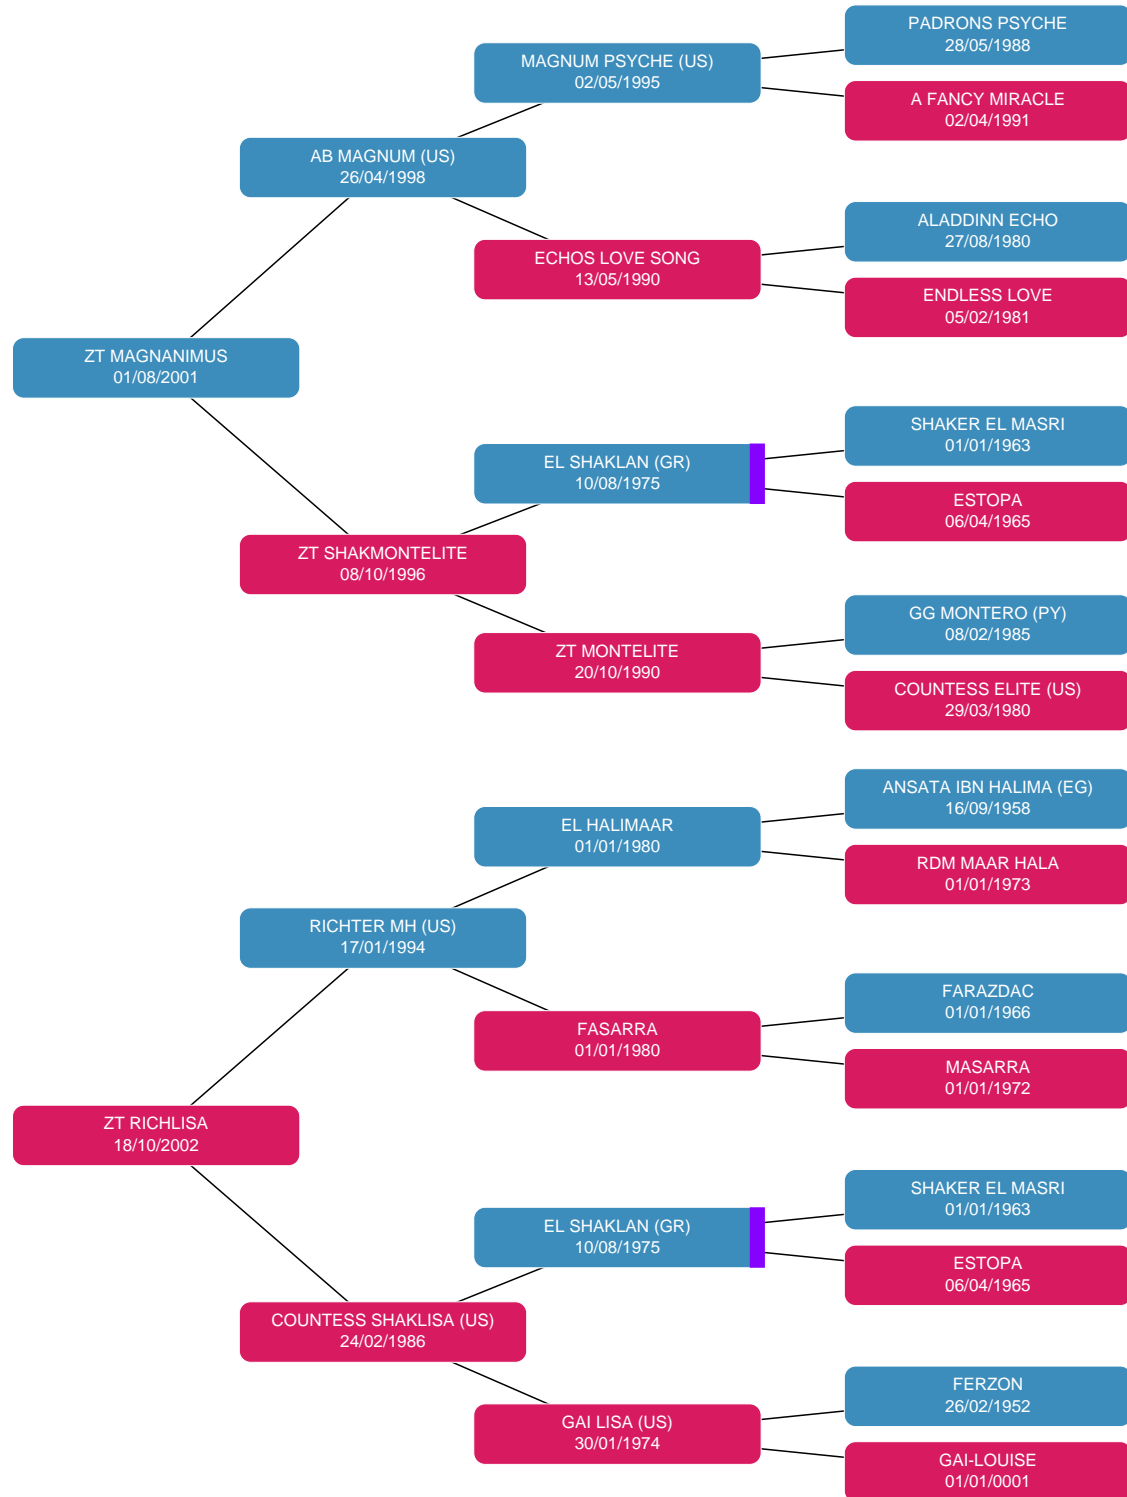 PADRONS PSYCHE
28/05/1988
MAGNUM PSYCHE (US)
02/05/1995
A FANCY MIRACLE
02/04/1991
AB MAGNUM (US)
26/04/1998
ALADDINN ECHO
27/08/1980
ECHOS LOVE SONG
13/05/1990
ENDLESS LOVE
05/02/1981
ZT MAGNANIMUS
01/08/2001
SHAKER EL MASRI
01/01/1963
EL SHAKLAN (GR)
10/08/1975
ESTOPA
06/04/1965
ZT SHAKMONTELITE
08/10/1996
GG MONTERO (PY)
08/02/1985
ZT MONTELITE
20/10/1990
COUNTESS ELITE (US)
29/03/1980
ANSATA IBN HALIMA (EG)
16/09/1958
EL HALIMAAR
01/01/1980
RDM MAAR HALA
01/01/1973
RICHTER MH (US)
17/01/1994
FARAZDAC
01/01/1966
FASARRA
01/01/1980
MASARRA
01/01/1972
ZT RICHLISA
18/10/2002
SHAKER EL MASRI
01/01/1963
EL SHAKLAN (GR)
10/08/1975
ESTOPA
06/04/1965
COUNTESS SHAKLISA (US)
24/02/1986
FERZON
26/02/1952
GAI LISA (US)
30/01/1974
GAI-LOUISE
01/01/0001